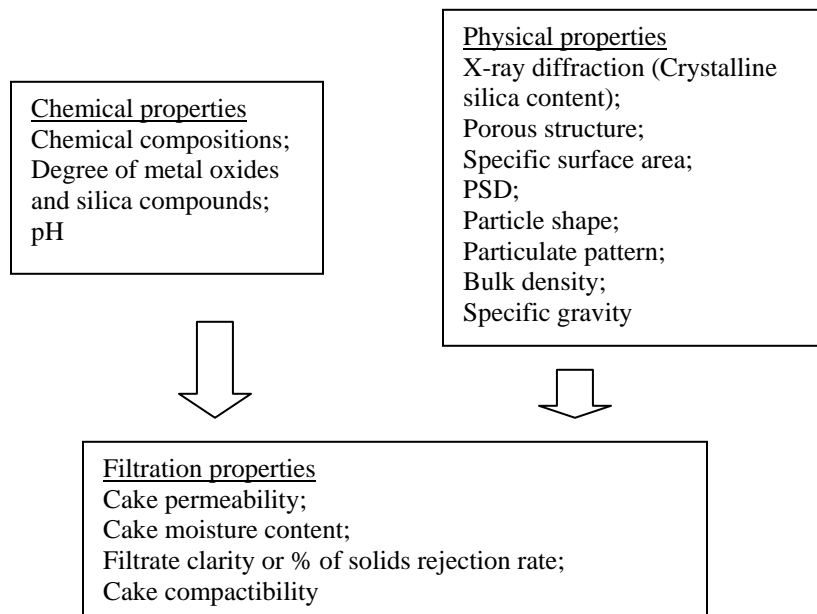 Chemical properties
Chemical compositions;
Degree of metal oxides
and silica compounds;
pH
Physical properties
X-ray diffraction (Crystalline
silica content);
Porous structure;
Specific surface area;
PSD;
Particle shape;
Particulate pattern;
Bulk density;
Specific gravity
Filtration properties
Cake permeability;
Cake moisture content;
Filtrate clarity or % of solids rejection rate;
Cake compactibility